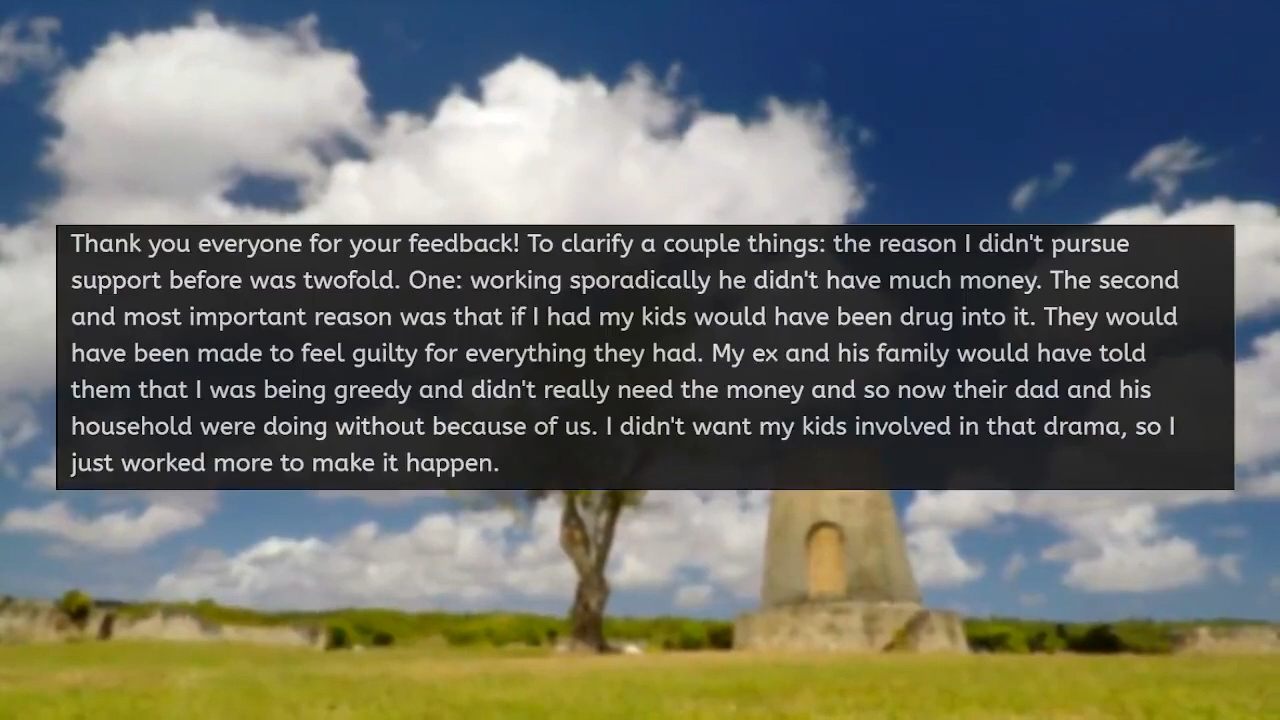 Thank you everyone for your feedback! To clarify a couple things: the reason I didn't pursue
support before was twofold. One: working sporadically he didn't have much money. The second
and most important reason was that if I had my kids would have been drug into it. They would
have been made to feel guilty for everything they had. My ex and his family would have told
them that I was being greedy and didn't really need the money and so now their dad and his
household were doing without because of us. I didn't want my kids involved in that drama, so I
just worked more to make it happen.